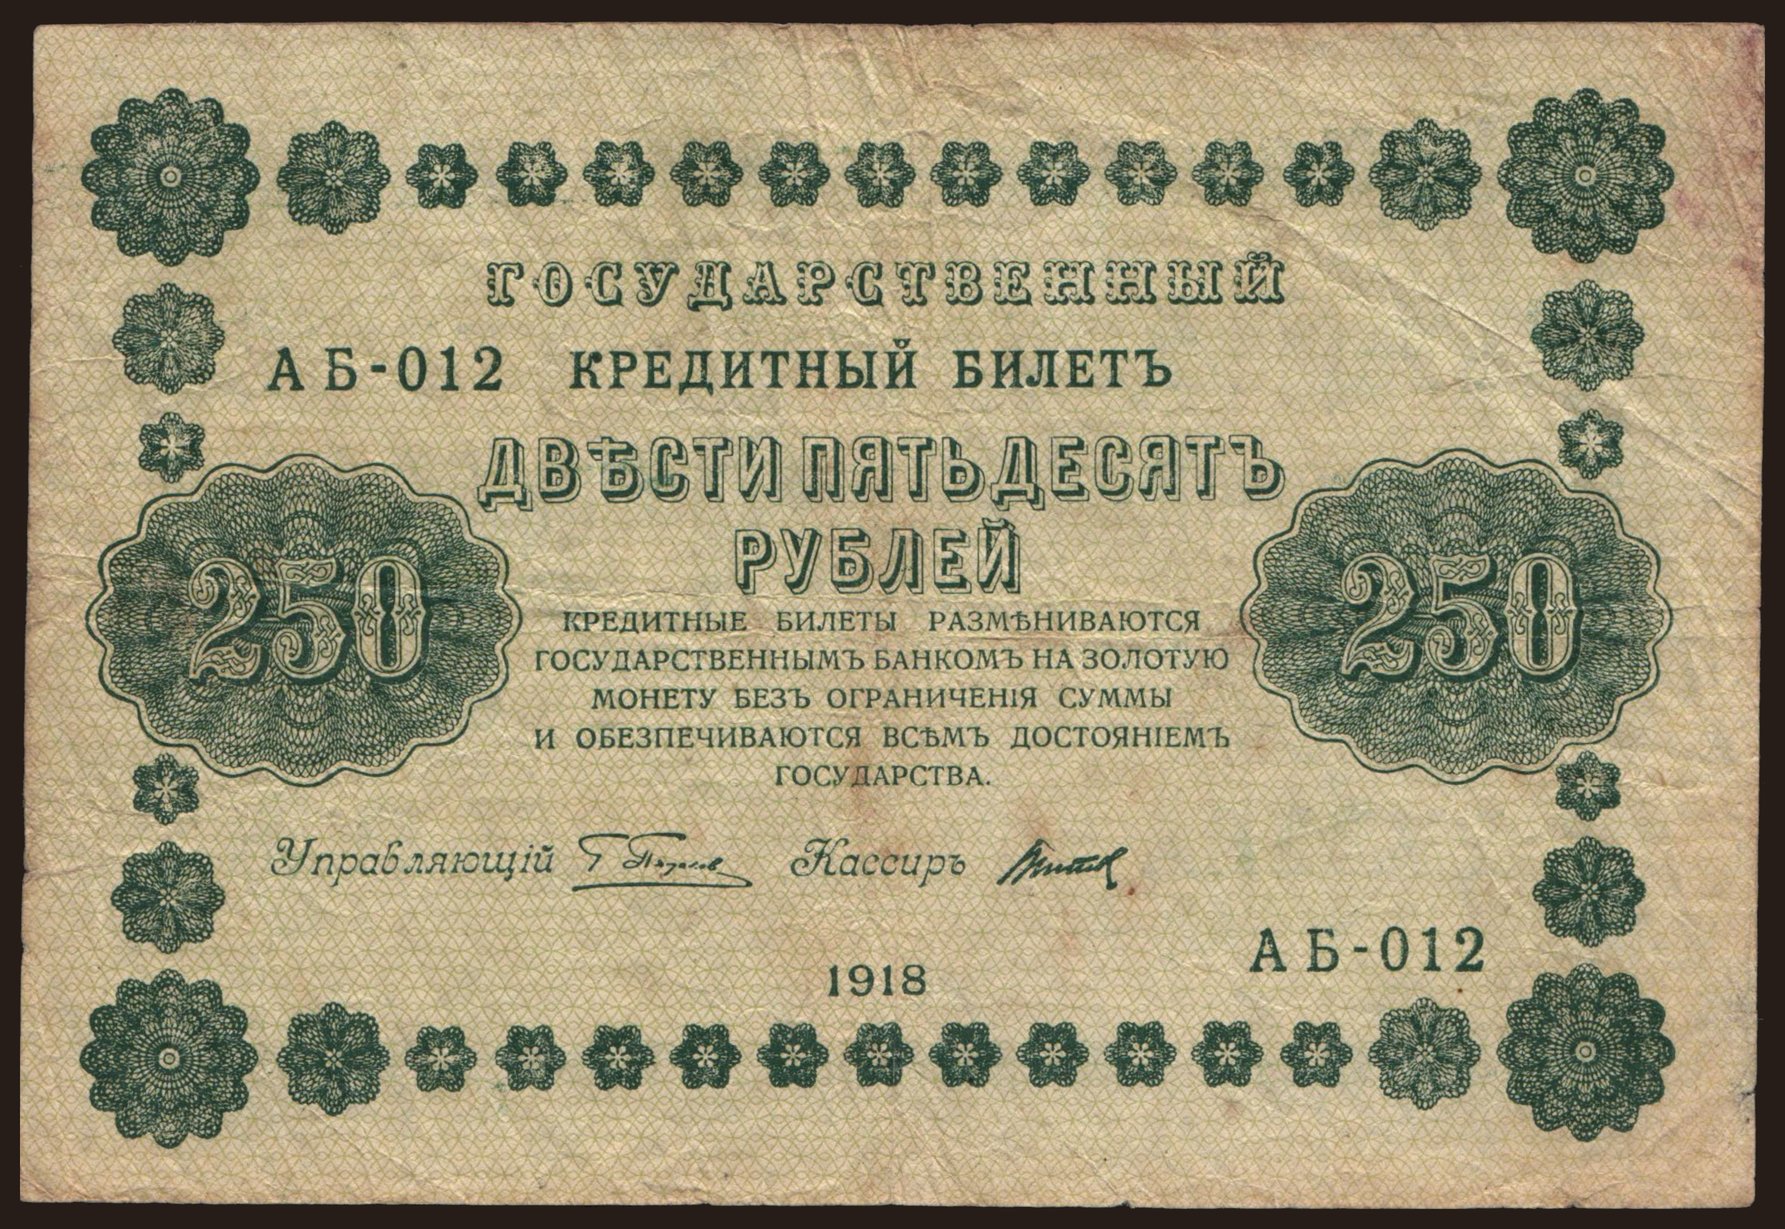 ГОСУДАРСТВЕННЫЙ
АБ-012 КРЕДИТНЫЙ БИЛЕТЪ
ДВѢСТИ ПЯТЬДЕСЯТЪ
РУБЛЕЙ
250
250
КРЕДИТНЫЕ БИЛЕТЫ РАЗМѢНИВАЮТСЯ
ГОСУДАРСТВЕННЫМЪ БАНКОМЪ НА ЗОЛОТУЮ
МОНЕТУ БЕЗЪ ОГРАНИЧЕНІЯ СУММЫ
И ОБЕЗПЕЧИВАЮТСЯ ВСѢМЪ ДОСТОЯНІЕМЪ
ГОСУДАРСТВА.
Управляющій Кассиръ
АБ-012
1918